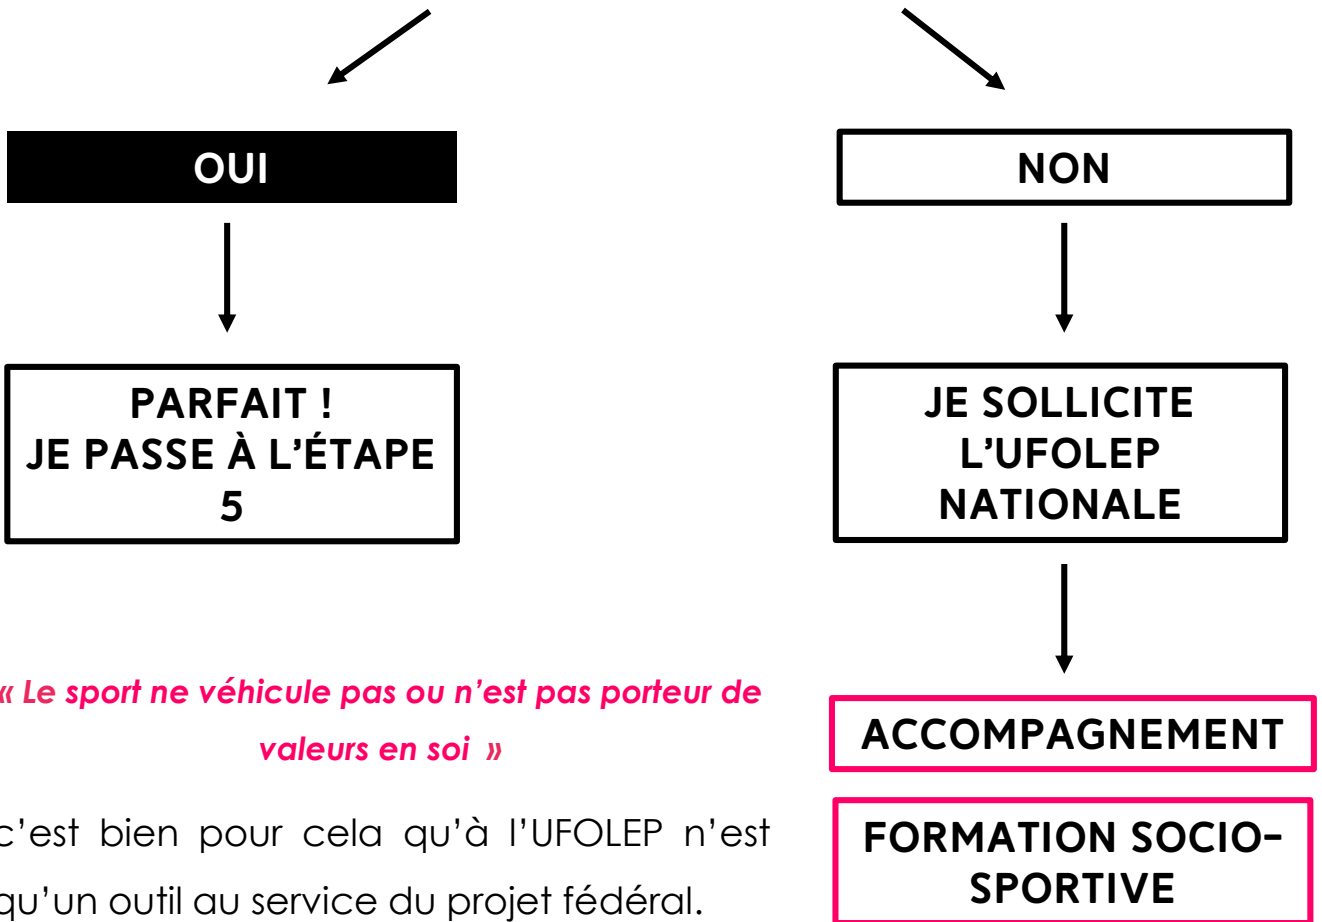 OUI
NON
PARFAIT !
JE PASSE À L’ÉTAPE
5
JE SOLLICITE
L’UFOLEP
NATIONALE
« Le sport ne véhicule pas ou n’est pas porteur de
valeurs en soi »
c’est bien pour cela qu’à l’UFOLEP n’est
qu’un outil au service du projet fédéral.
ACCOMPAGNEMENT
FORMATION SOCIO-
SPORTIVE